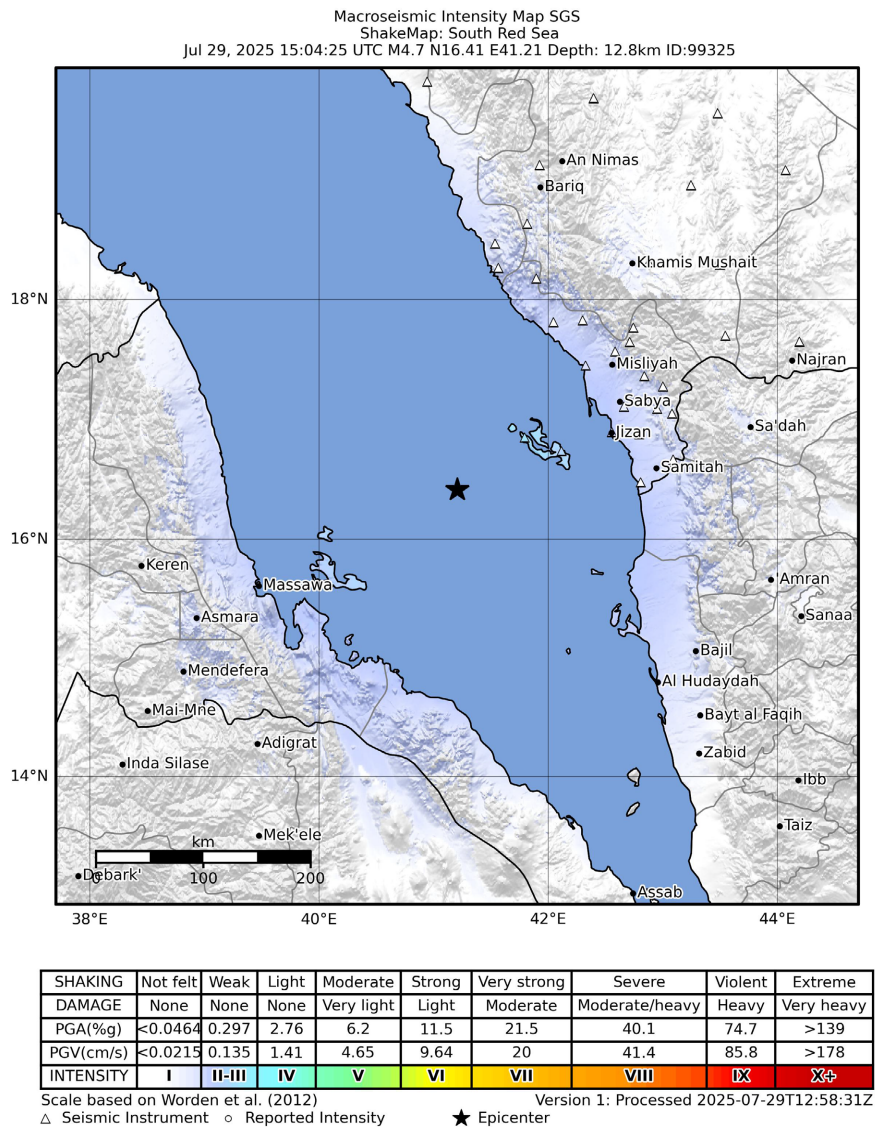 Macroseismic Intensity Map SGS
ShakeMap: South Red Sea
Jul 29, 2025 15:04:25 UTC M4.7 N16.41 E41.21 Depth: 12.8km ID:99325
An Nimas
Bariq
Khamis Mushait
18°N
Misliyah
Najran
Sabya
Sa'dah
Jizan
Samitah
16°N
Keren
Massawa
'Amran
Asmara
Sanaa
Bajil
Mendefera
Al Hudaydah
Mai-Mne
Bayt al Faqih
Adigrat
Zabid
Inda Silase
14°N
Ibb
Taiz
Mek'ele
km
Debark'
0 100 200
Assab
38°E 40°E 42°E 44°E
SHAKING Not felt Weak Light Moderate Strong Very strong Severe Violent Extreme
DAMAGE None None None Very light Light Moderate Moderate/heavy Heavy Very heavy
PGA(%g) <0.0464 0.297 2.76 6.2 11.5 21.5 40.1 74.7 >139
PGV(cm/s) <0.0215 0.135 1.41 4.65 9.64 20 41.4 85.8 >178
INTENSITY I II-III IV V VI VII VIII IX X+
Scale based on Worden et al. (2012) Version 1: Processed 2025-07-29T12:58:31Z
Seismic Instrument Reported Intensity Epicenter